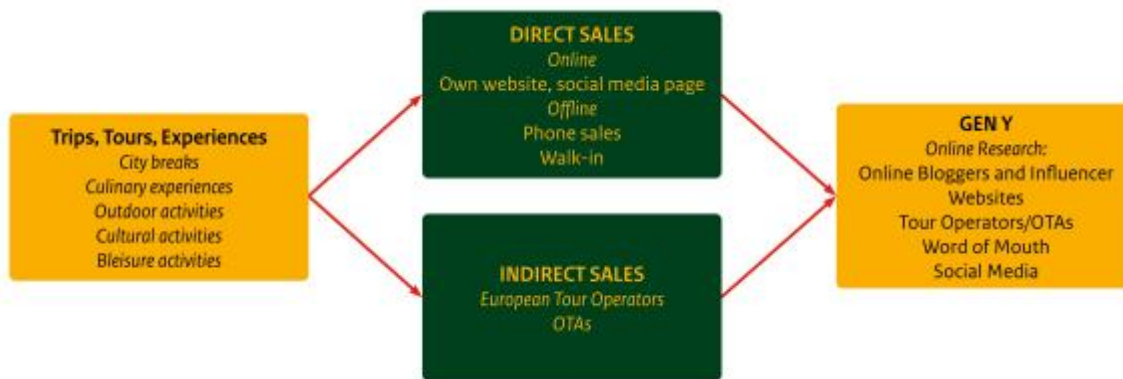 Trips, Tours, Experiences
City breaks
Culinary experiences
Outdoor activities
Cultural activities
Bleisure activities
DIRECT SALES
Online
Own website, social media page
Offline
Phone sales
Walk-in
INDIRECT SALES
European Tour Operators
OTAs
GEN Y
Online Research:
Online Bloggers and Influencer
Websites
Tour Operators/OTAs
Word of Mouth
Social Media